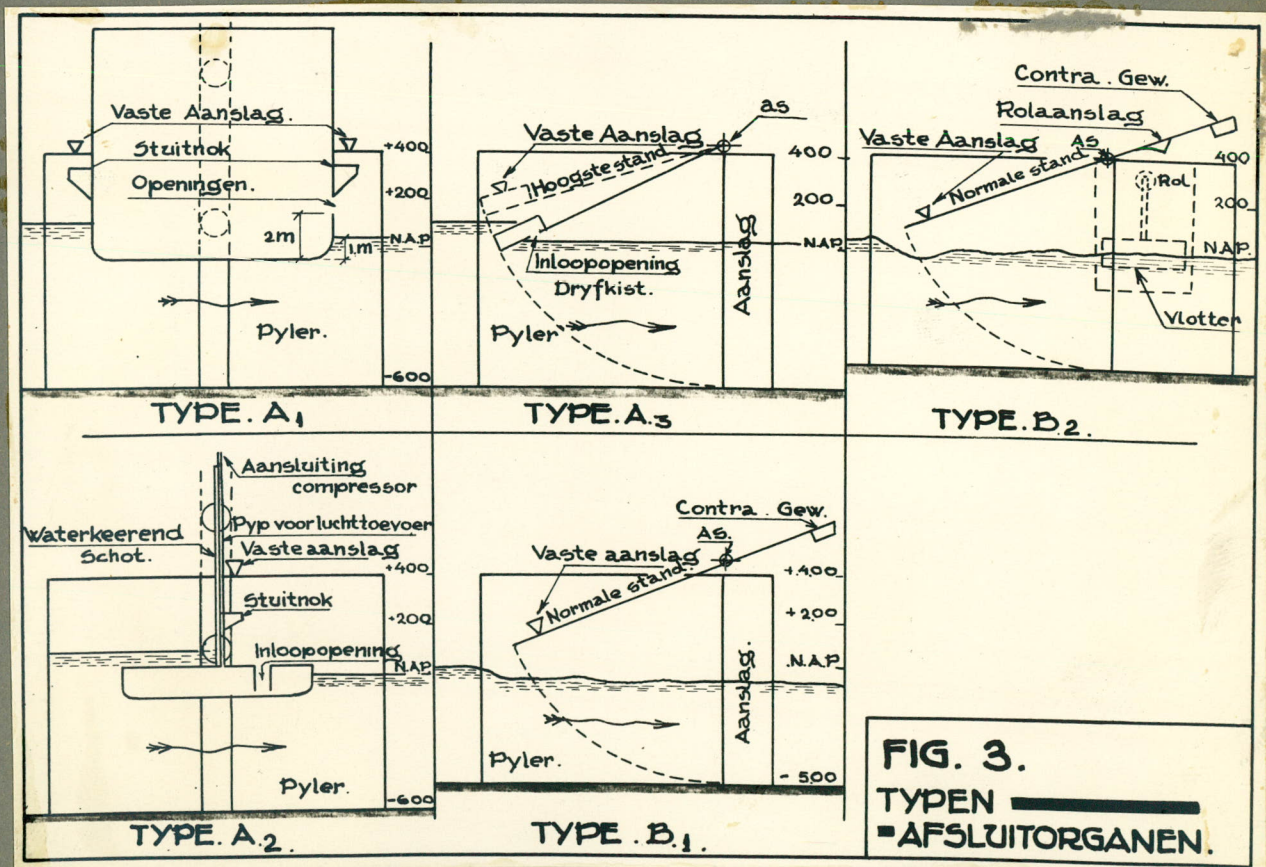 Vaste Aanslag.
Stuitnok
Openingen.
2m
1m
+400
+200
N.A.P.
Pyler.
-600
TYPE. A1
as
Vaste Aanslag
Hoogste stand
400
200
N.A.P.
Inloopopening
Dryfkist.
Aanslag
Pyler
TYPE. A.3
Contra. Gew.
Rolaanslag
Vaste Aanslag
As
Normale stand
400
Rol
200
N.A.P.
Vlotter
TYPE. B.2.
Aansluiting
compressor
Waterkeerend
Schot.
Pyp voor luchttoevoer
Vaste aanslag
+400
Stuitnok
+200
Inloopopening
N.A.P.
Pyler.
-600
TYPE. A.2.
Contra. Gew.
As.
Vaste aanslag
Normale stand.
+.400
+200
N.A.P.
Aanslag.
Pyler.
- 500
TYPE. B.1.
FIG. 3.
TYPEN
=AFSLUITORGANEN.